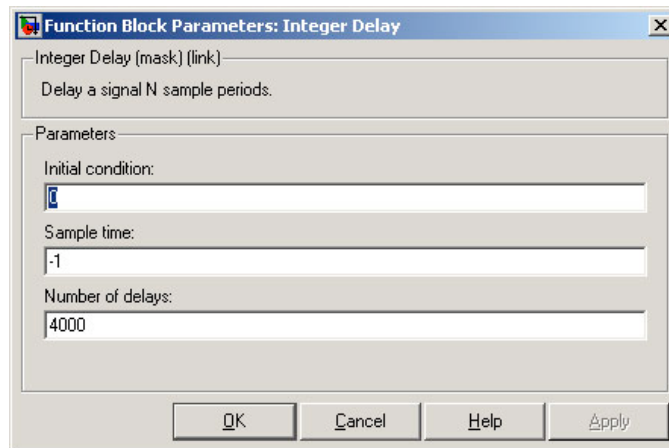 Function Block Parameters: Integer Delay
Integer Delay (mask) (link)
Delay a signal N sample periods.
Parameters
Initial condition:
0
Sample time:
-1
Number of delays:
4000
OK Cancel Help Apply